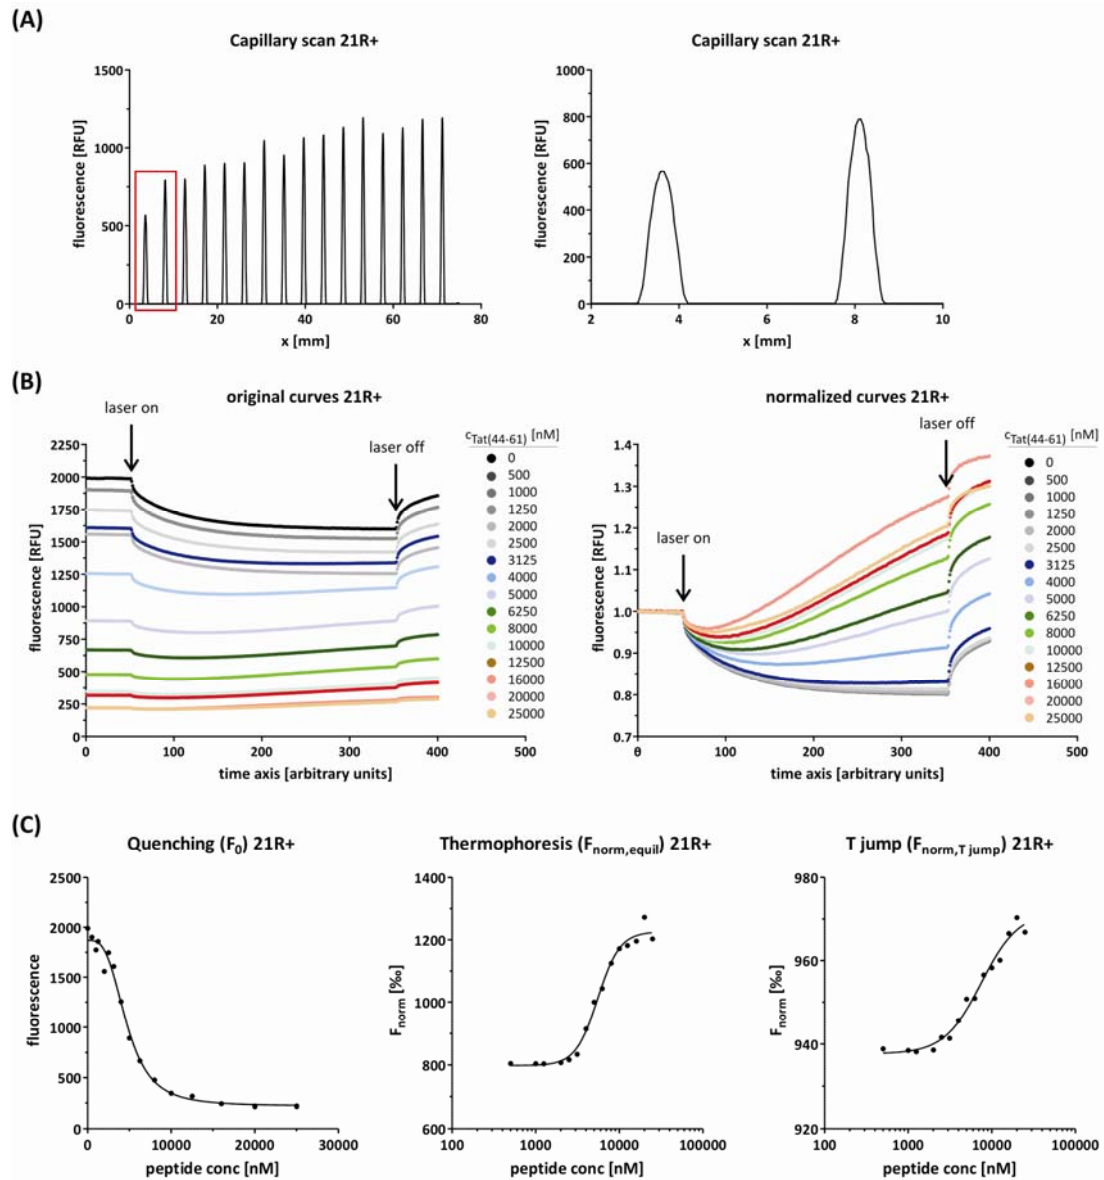 (A)
Capillary scan 21R+
1500
1000
500
0
fluorescence [RFU]
0 20 40 60 80
x [mm]
Capillary scan 21R+
1000
800
600
400
200
0
fluorescence [RFU]
2 4 6 8 10
x [mm]
(B)
original curves 21R+
laser on
laser off
2250
2000
1750
1500
1250
1000
750
500
250
0
fluorescence [RFU]
0 100 200 300 400 500
time axis [arbitrary units]
cTat(44-61) [nM]
0
500
1000
1250
2000
2500
3125
4000
5000
6250
8000
10000
12500
16000
20000
25000
normalized curves 21R+
laser on
laser off
1.4
1.3
1.2
1.1
1.0
0.9
0.8
0.7
fluorescence [RFU]
0 100 200 300 400 500
time axis [arbitrary units]
cTat(44-61) [nM]
0
500
1000
1250
2000
2500
3125
4000
5000
6250
8000
10000
12500
16000
20000
25000
(C)
Quenching (F0) 21R+
2500
2000
1500
1000
500
0
fluorescence
0 10000 20000 30000
peptide conc [nM]
Thermophoresis (Fnorm,equil) 21R+
1400
1200
1000
800
600
Fnorm [‰]
100 1000 10000 100000
peptide conc [nM]
T jump (Fnorm,T jump) 21R+
980
960
940
920
Fnorm [‰]
100 1000 10000 100000
peptide conc [nM]